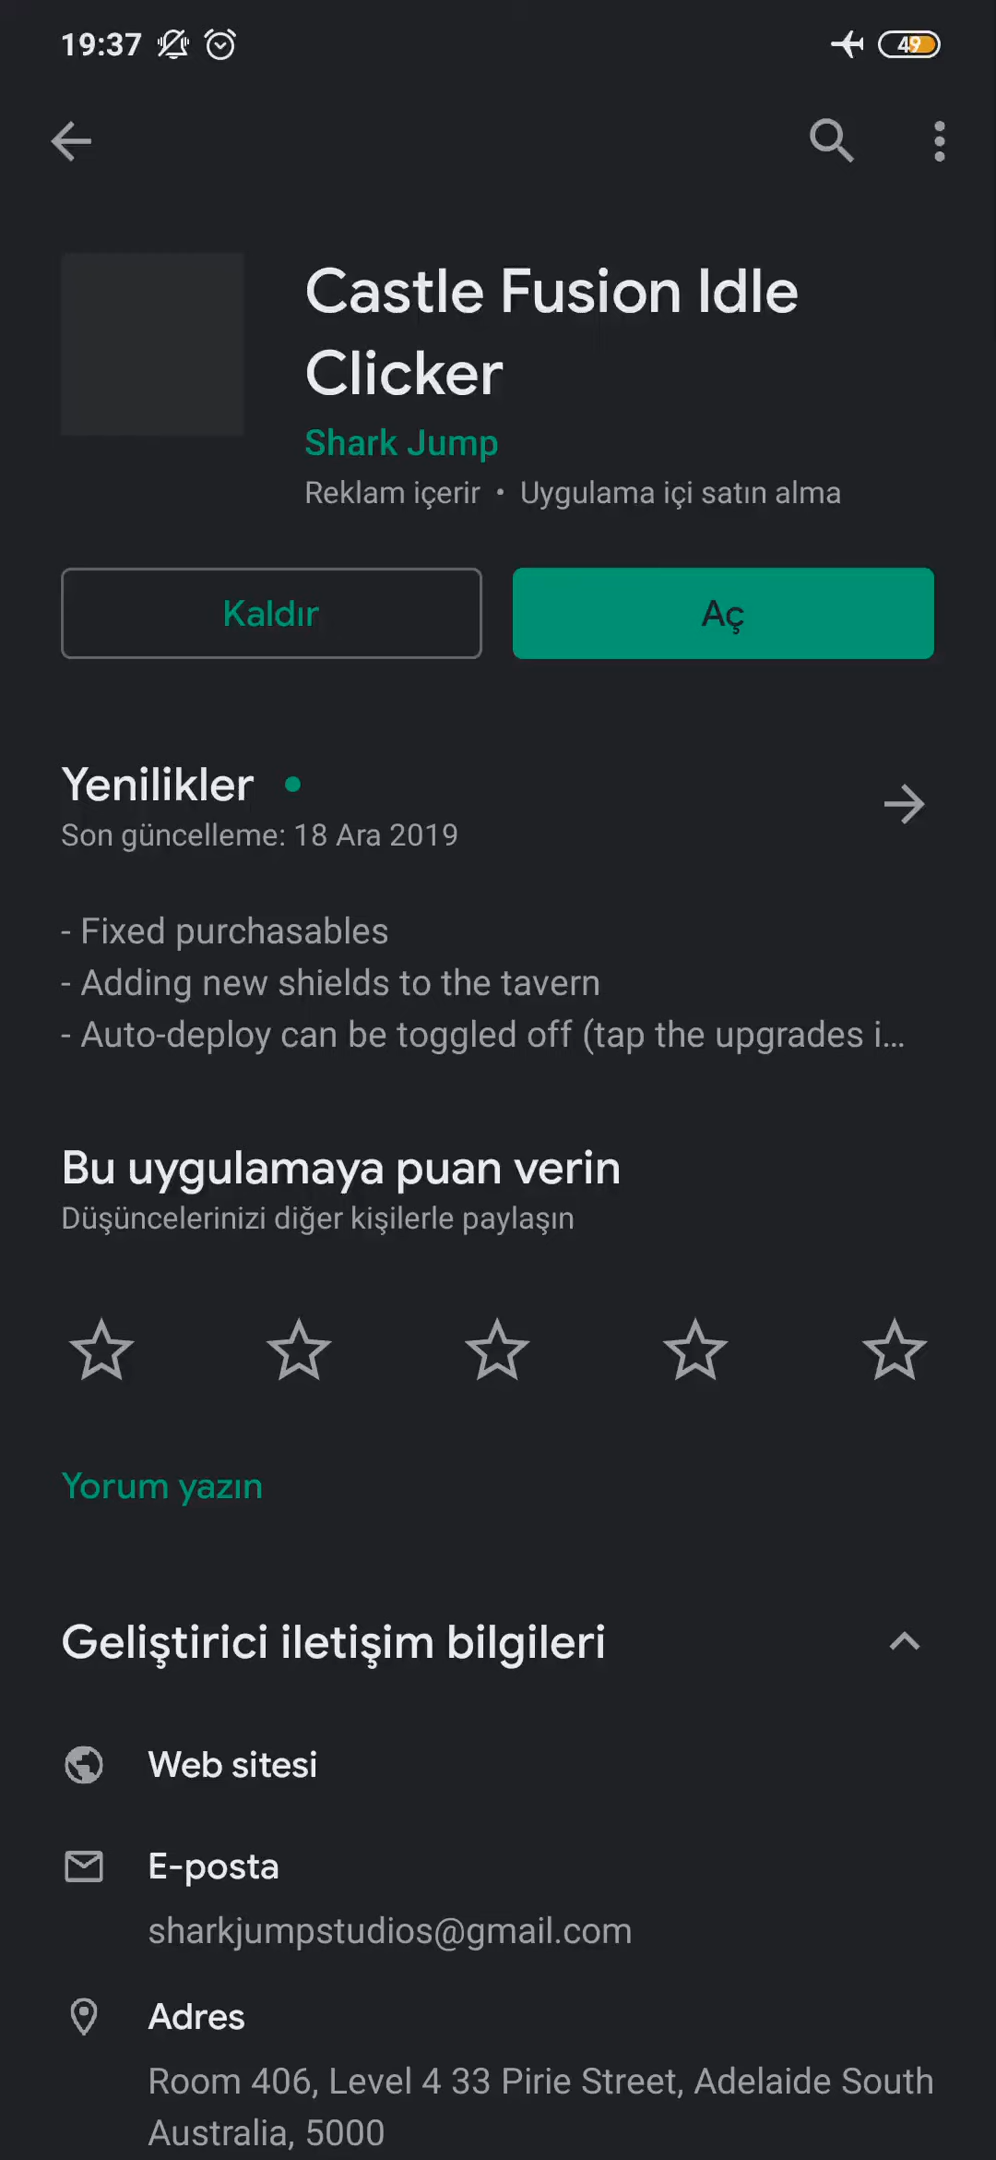 19:37
49
Castle Fusion Idle
Clicker
Shark Jump
Reklam içerir • Uygulama içi satın alma
Kaldır
Aç
Yenilikler
Son güncelleme: 18 Ara 2019
- Fixed purchasables
- Adding new shields to the tavern
- Auto-deploy can be toggled off (tap the upgrades i...
Bu uygulamaya puan verin
Düşüncelerinizi diğer kişilerle paylaşın
Yorum yazın
Geliştirici iletişim bilgileri
Web sitesi
E-posta
sharkjumpstudios@gmail.com
Adres
Room 406, Level 4 33 Pirie Street, Adelaide South
Australia, 5000